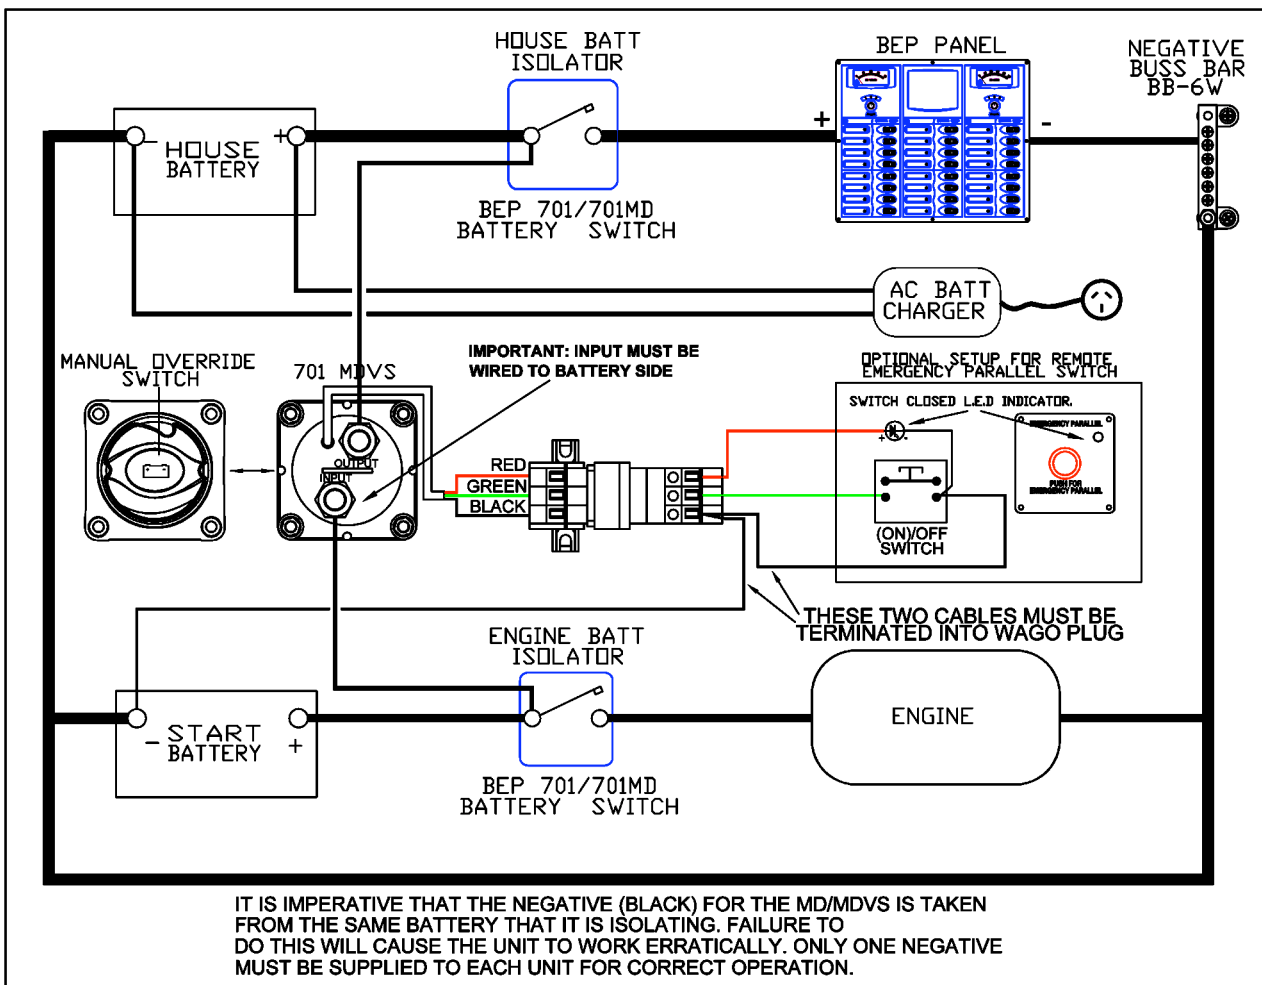 HOUSE BATT
ISOLATOR
BEP PANEL
NEGATIVE
BUSS BAR
BB-6W
- +
HOUSE
BATTERY
+
-
BEP 701/701MD
BATTERY SWITCH
AC BATT
CHARGER
MANUAL OVERRIDE
SWITCH
701 MDVS
IMPORTANT: INPUT MUST BE
WIRED TO BATTERY SIDE
OPTIONAL SETUP FOR REMOTE
EMERGENCY PARALLEL SWITCH
SWITCH CLOSED L.E.D INDICATOR.
+ -
EMERGENCY PARALLEL
PUSH FOR
EMERGENCY PARALLEL
OUTPUT
INPUT
RED
GREEN
BLACK
(ON)/OFF
SWITCH
THESE TWO CABLES MUST BE
TERMINATED INTO WAGO PLUG
ENGINE BATT
ISOLATOR
- START +
BATTERY
ENGINE
BEP 701/701MD
BATTERY SWITCH
IT IS IMPERATIVE THAT THE NEGATIVE (BLACK) FOR THE MD/MDVS IS TAKEN
FROM THE SAME BATTERY THAT IT IS ISOLATING. FAILURE TO
DO THIS WILL CAUSE THE UNIT TO WORK ERRATICALLY. ONLY ONE NEGATIVE
MUST BE SUPPLIED TO EACH UNIT FOR CORRECT OPERATION.